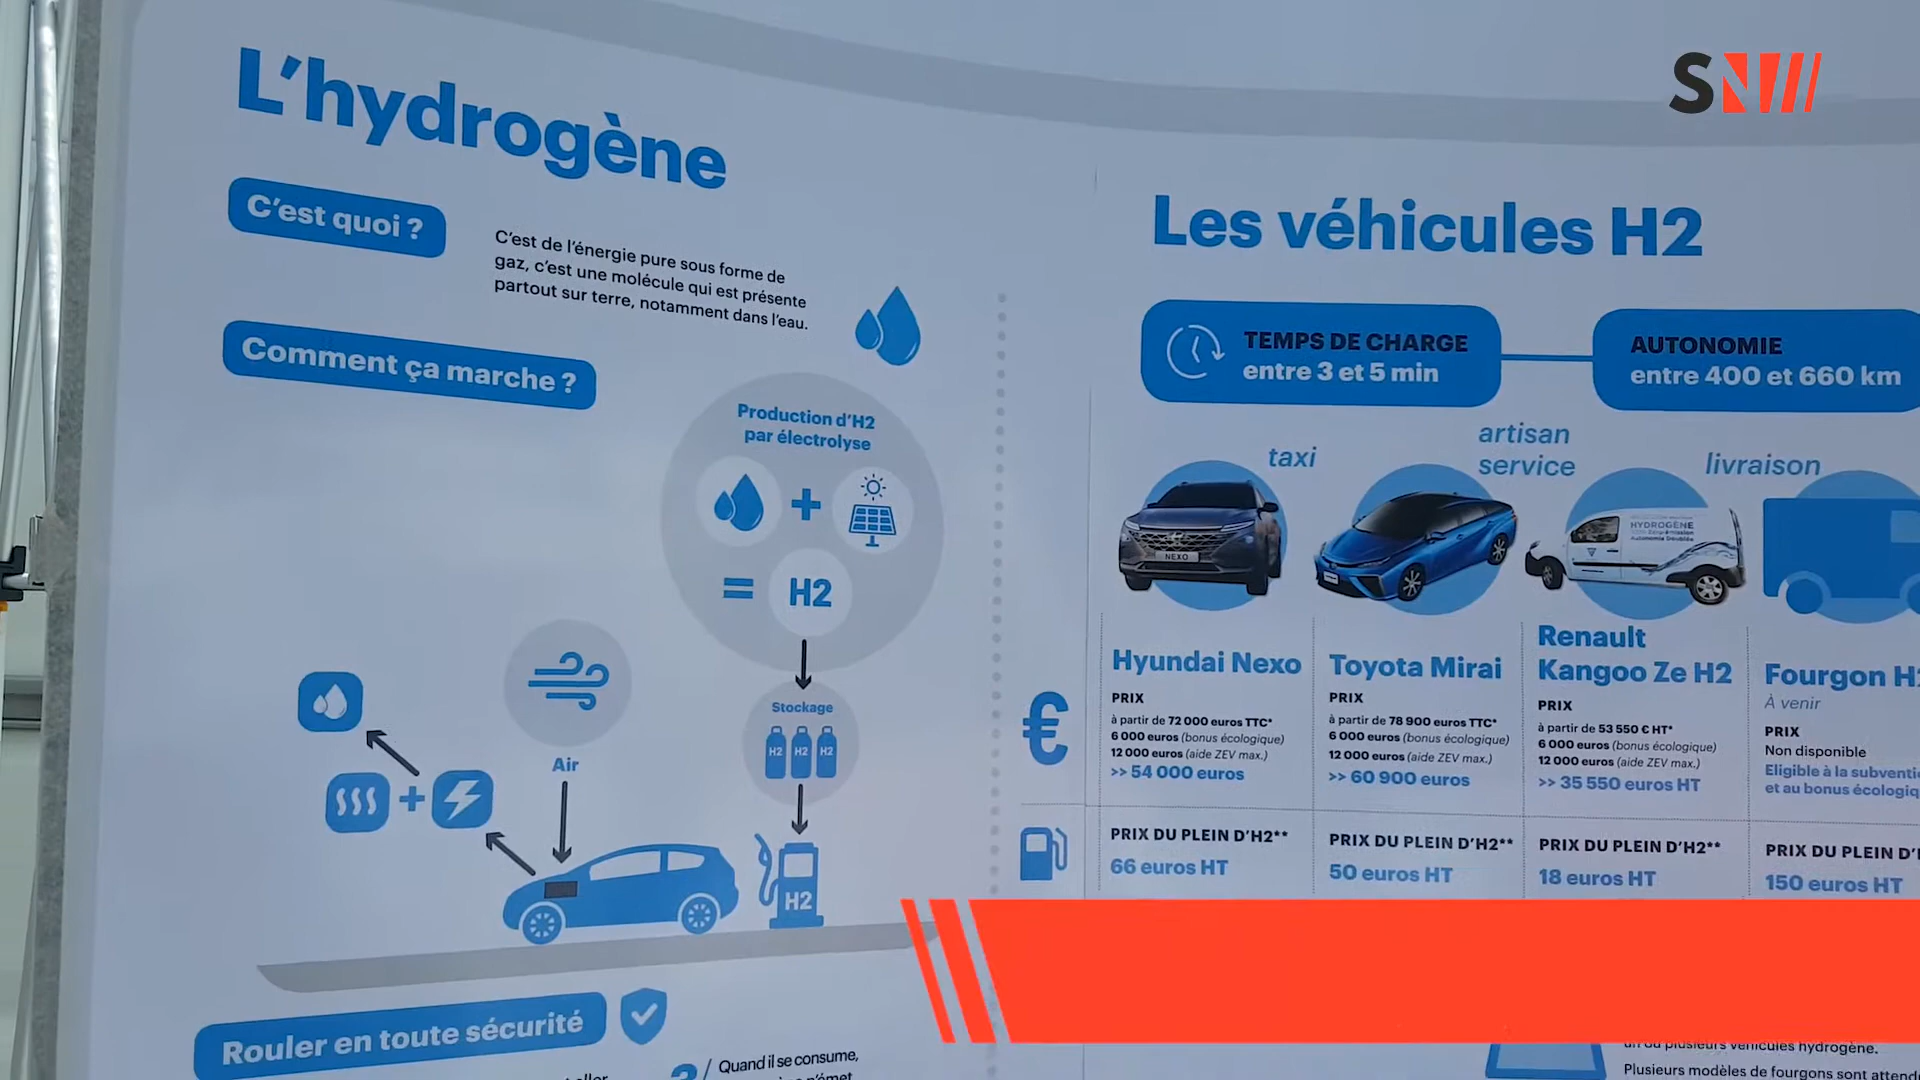 SN
L'hydrogène
C'est quoi ?
C'est de l'énergie pure sous forme de
gaz, c'est une molécule qui est présente
partout sur terre, notamment dans l'eau.
Comment ça marche ?
Production d'H2
par électrolyse
H2
Stockage
H2 H2 H2
Air
H2
Rouler en toute sécurité
Quand il se consume,
Les véhicules H2
TEMPS DE CHARGE
entre 3 et 5 min
AUTONOMIE
entre 400 et 660 km
taxi
artisan
service
livraison
NEXO
HYDROGÈNE
Hyundai Nexo
PRIX
à partir de 72 000 euros TTC*
6 000 euros (bonus écologique)
12 000 euros (aide ZEV max.)
>> 54 000 euros
PRIX DU PLEIN D'H2**
66 euros HT
Toyota Mirai
PRIX
à partir de 78 900 euros TTC*
6 000 euros (bonus écologique)
12 000 euros (aide ZEV max.)
>> 60 900 euros
PRIX DU PLEIN D'H2**
50 euros HT
Renault
Kangoo Ze H2
PRIX
à partir de 53 550 € HT*
6 000 euros (bonus écologique)
12 000 euros (aide ZEV max.)
>> 35 550 euros HT
PRIX DU PLEIN D'H2**
18 euros HT
Fourgon
À venir
PRIX
Non disponible
Eligible à la
et au bonus
PRIX DU PLEIN
150 euros HT
€
un ou plusieurs véhicules hydrogène.
Plusieurs modèles de fourgons sont